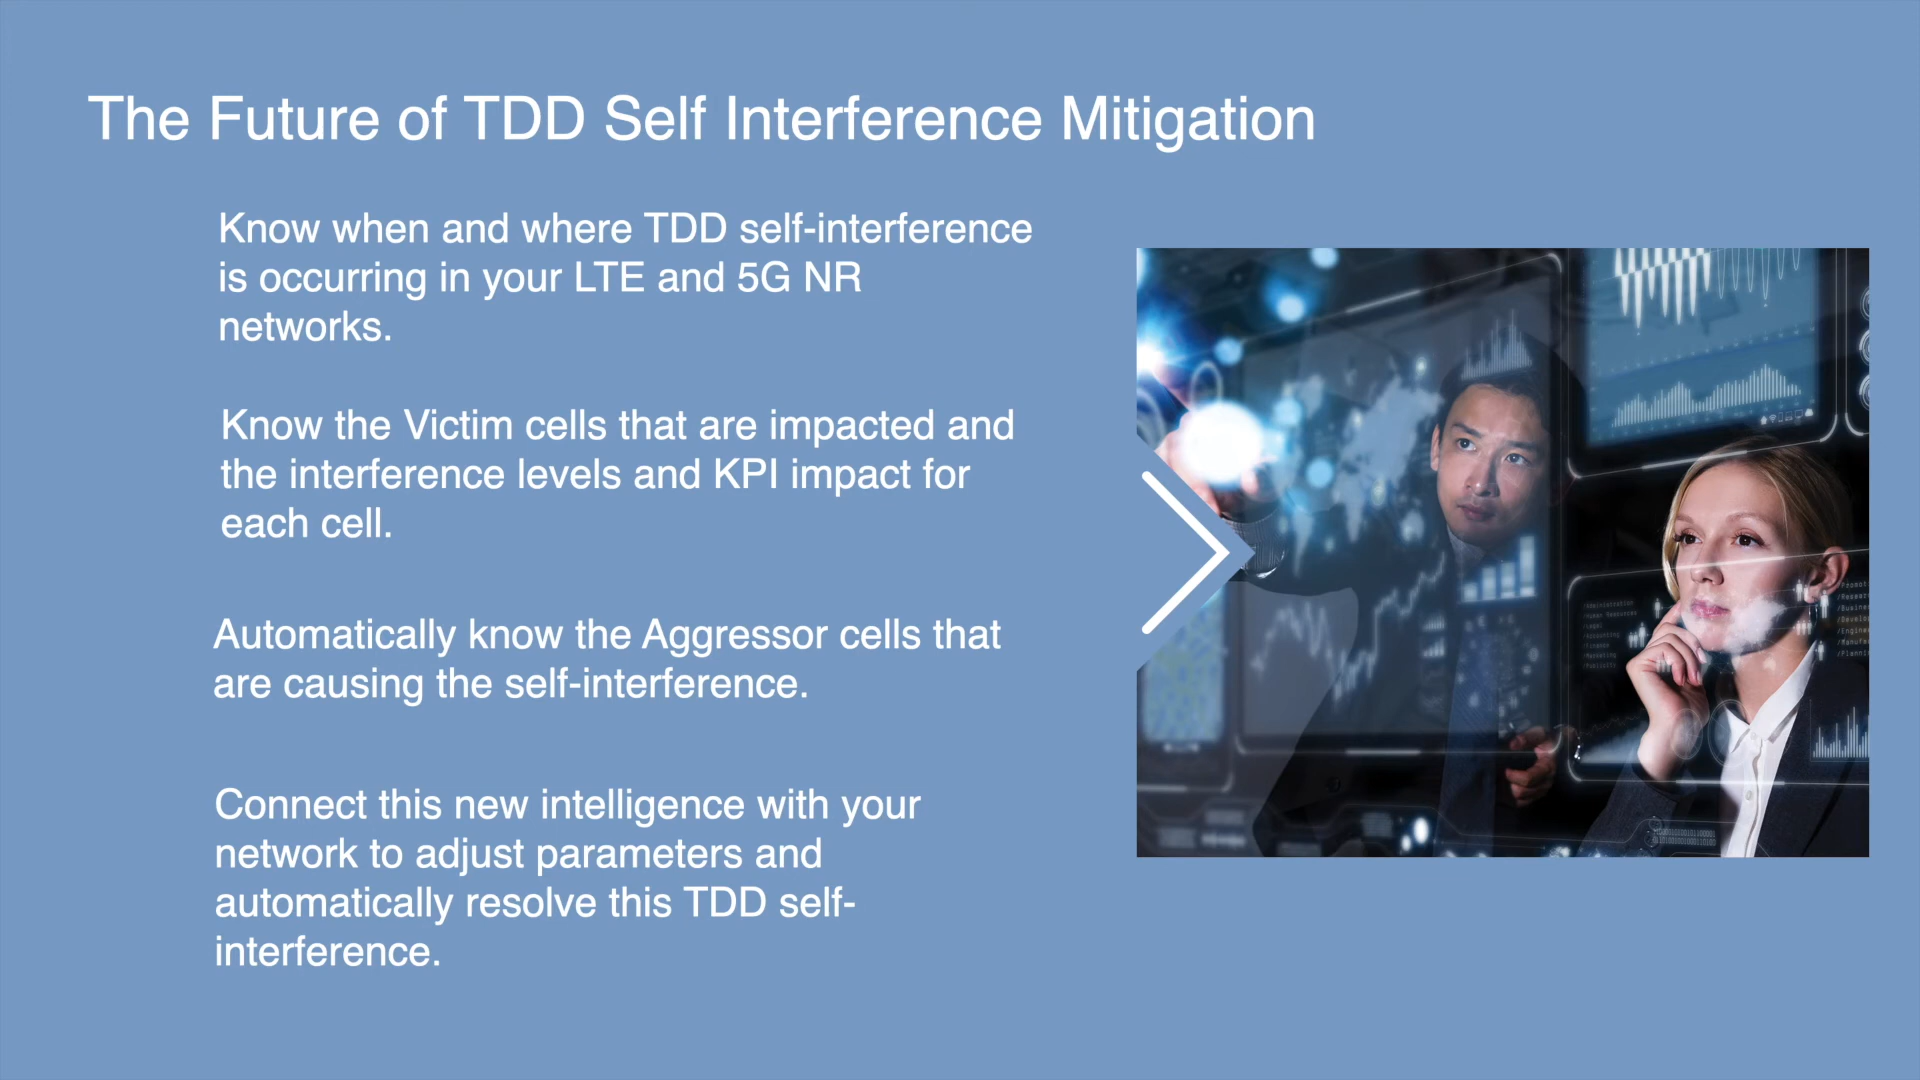 The Future of TDD Self Interference Mitigation
Know when and where TDD self-interference
is occurring in your LTE and 5G NR
networks.
Know the Victim cells that are impacted and
the interference levels and KPI impact for
each cell.
Automatically know the Aggressor cells that
are causing the self-interference.
Connect this new intelligence with your
network to adjust parameters and
automatically resolve this TDD self-
interference.